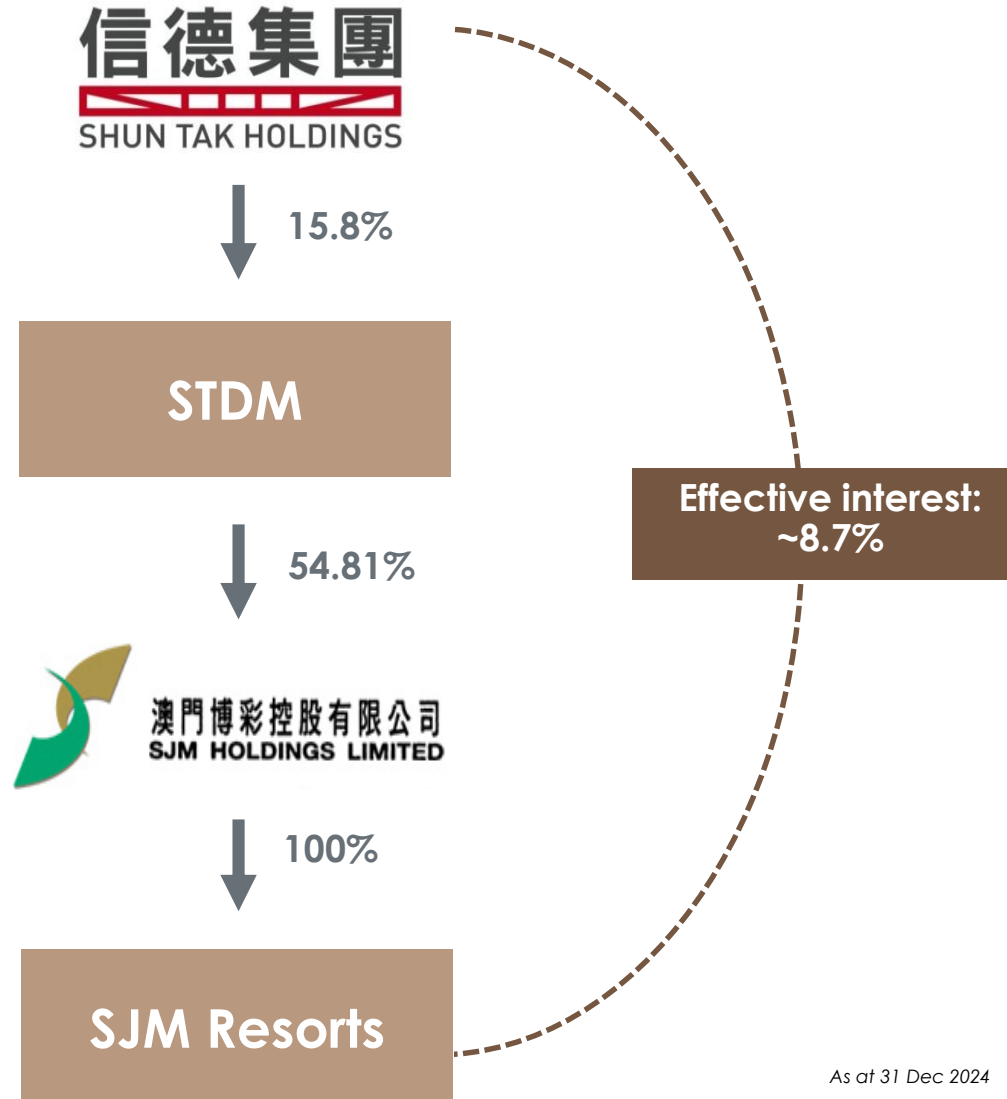 信德集團
SHUN TAK HOLDINGS
15.8%
STDM
54.81%
Effective interest:
~8.7%
澳門博彩控股有限公司
SJM HOLDINGS LIMITED
100%
SJM Resorts
As at 31 Dec 2024